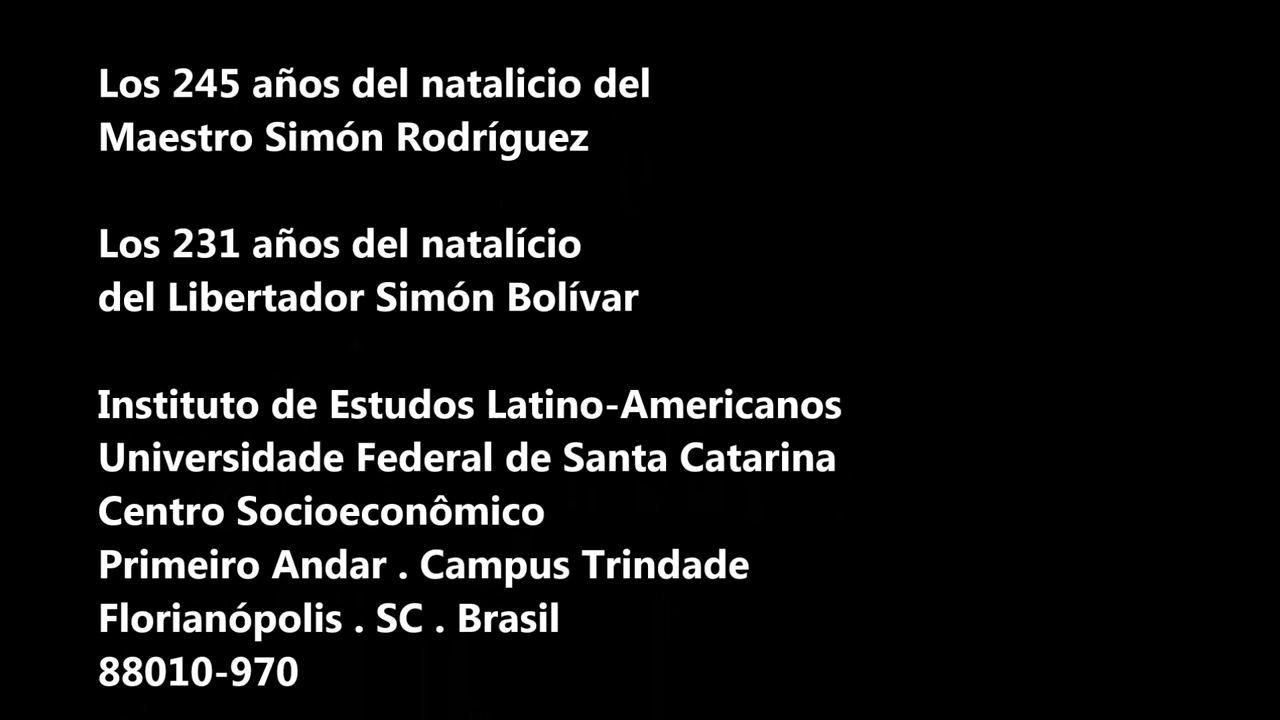 Los 245 años del natalicio del
Maestro Simón Rodríguez
Los 231 años del natalício
del Libertador Simón Bolívar
Instituto de Estudos Latino-Americanos
Universidade Federal de Santa Catarina
Centro Socioeconômico
Primeiro Andar . Campus Trindade
Florianópolis . SC . Brasil
88010-970